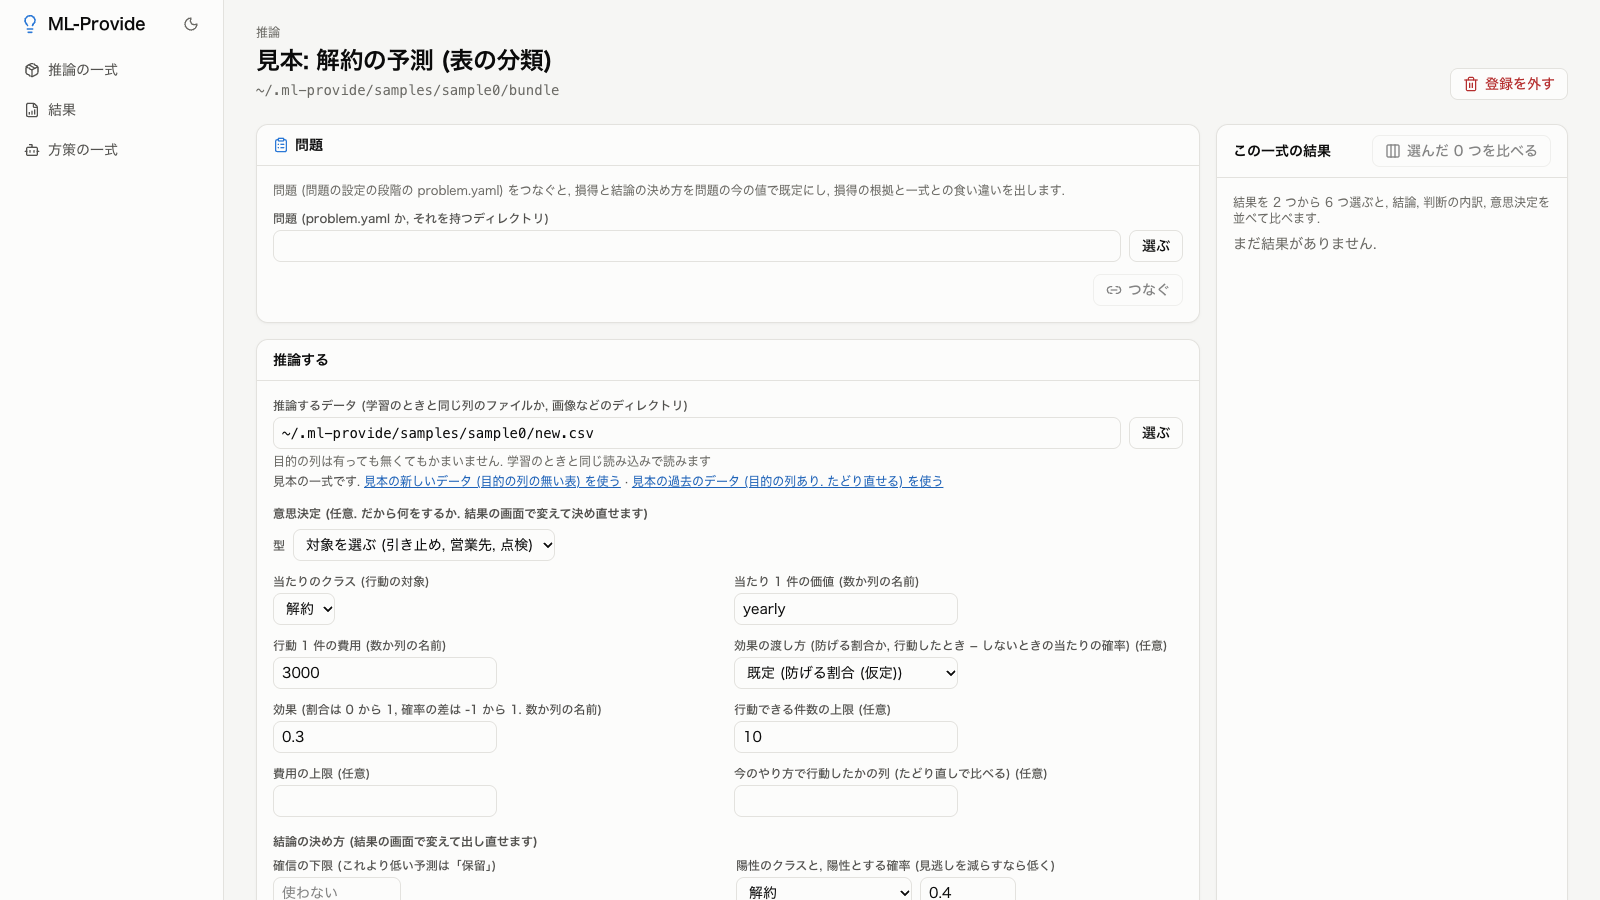 ML-Provide
推論の一式
結果
方策の一式
推論
見本: 解約の予測 (表の分類)
~/.ml-provide/samples/sample0/bundle
登録を外す
問題
問題 (問題の設定の段階の problem.yaml) をつなぐと, 損得と結論の決め方を問題の今の値で既定にし, 損得の根拠と一式との食い違いを出します.
問題 (problem.yaml か, それを持つディレクトリ)
選ぶ
つなぐ
推論する
推論するデータ (学習のときと同じ列のファイルか, 画像などのディレクトリ)
~/.ml-provide/samples/sample0/new.csv
選ぶ
目的の列は有っても無くてもかまいません. 学習のときと同じ読み込みで読みます
見本の一式です. 見本の新しいデータ (目的の列の無い表) を使う · 見本の過去のデータ (目的の列あり. たどり直せる) を使う
意思決定 (任意. だから何をするか. 結果の画面で変えて決め直せます)
型 対象を選ぶ (引き止め, 営業先, 点検)
当たりのクラス (行動の対象)
解約
当たり 1 件の価値 (数か列の名前)
yearly
行動 1 件の費用 (数か列の名前)
3000
効果の渡し方 (防げる割合か, 行動したとき − しないときの当たりの確率) (任意)
既定 (防げる割合 (仮定))
効果 (割合は 0 から 1, 確率の差は -1 から 1. 数か列の名前)
0.3
行動できる件数の上限 (任意)
10
費用の上限 (任意)
今のやり方で行動したかの列 (たどり直しで比べる) (任意)
結論の決め方 (結果の画面で変えて出し直せます)
確信の下限 (これより低い予測は「保留」)
使わない
陽性のクラスと, 陽性とする確率 (見逃しを減らすなら低く)
解約 0.4
この一式の結果
選んだ 0 つを比べる
結果を 2 つから 6 つ選ぶと, 結論, 判断の内訳, 意思決定を
並べて比べます.
まだ結果がありません.